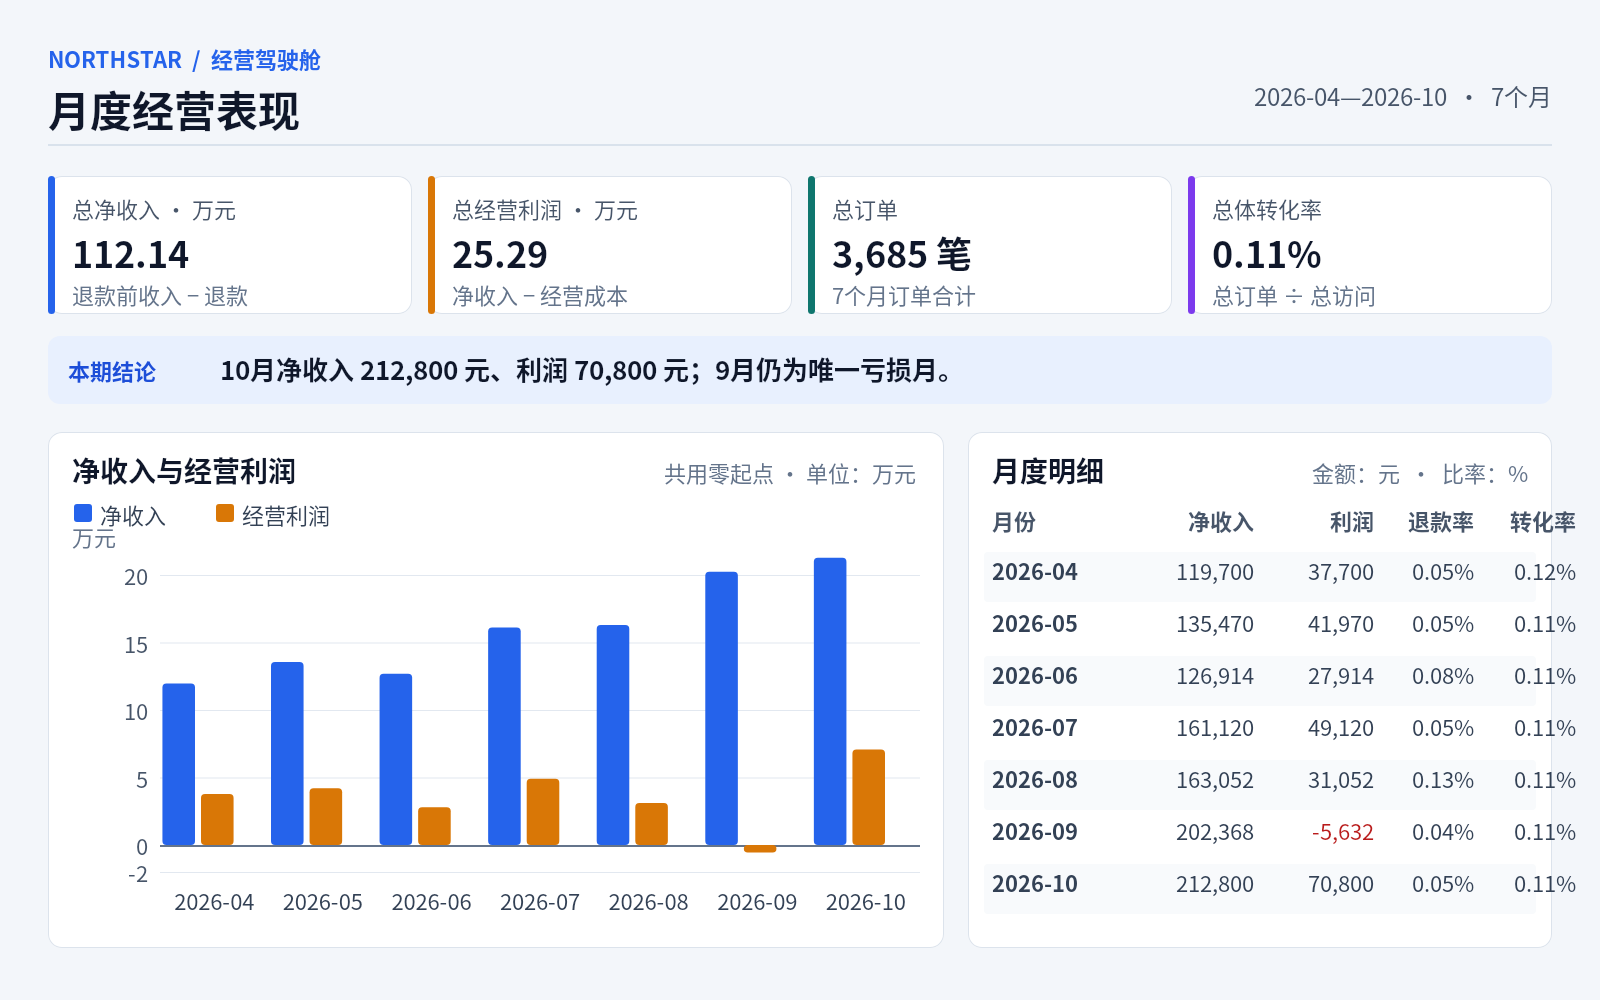 NORTHSTAR / 经营驾驶舱
月度经营表现
2026-04—2026-10 • 7个月
总净收入 • 万元
112.14
退款前收入 − 退款
总经营利润 • 万元
25.29
净收入 − 经营成本
总订单
3,685 笔
7个月订单合计
总体转化率
0.11%
总订单 ÷ 总访问
本期结论 10月净收入 212,800 元、利润 70,800 元；9月仍为唯一亏损月。
净收入与经营利润
共用零起点 • 单位：万元
净收入 经营利润
万元
20
15
10
5
0
-2
2026-04 2026-05 2026-06 2026-07 2026-08 2026-09 2026-10
月度明细
金额：元 • 比率：%
月份 净收入 利润 退款率 转化率
2026-04 119,700 37,700 0.05% 0.12%
2026-05 135,470 41,970 0.05% 0.11%
2026-06 126,914 27,914 0.08% 0.11%
2026-07 161,120 49,120 0.05% 0.11%
2026-08 163,052 31,052 0.13% 0.11%
2026-09 202,368 -5,632 0.04% 0.11%
2026-10 212,800 70,800 0.05% 0.11%